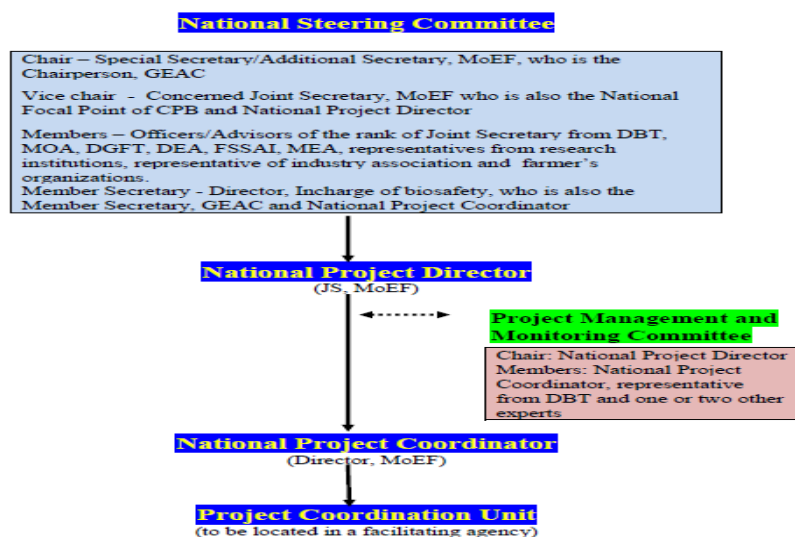 National Steering Committee
Chair – Special Secretary/Additional Secretary, MoEF, who is the
Chairperson, GEAC
Vice chair - Concerned Joint Secretary, MoEF who is also the National
Focal Point of CPB and National Project Director
Members – Officers/Advisors of the rank of Joint Secretary from DBT,
MOA, DGFT, DEA, FSSAI, MEA, representatives from research
institutions, representative of industry association and farmer's
organizations.
Member Secretary - Director, Incharge of biosafety, who is also the
Member Secretary, GEAC and National Project Coordinator
National Project Director
(JS, MoEF)
Project Management and
Monitoring Committee
Chair: National Project Director
Members: National Project
Coordinator, representative
from DBT and one or two other
experts
National Project Coordinator
(Director, MoEF)
Project Coordination Unit
(to be located in a facilitating agency)